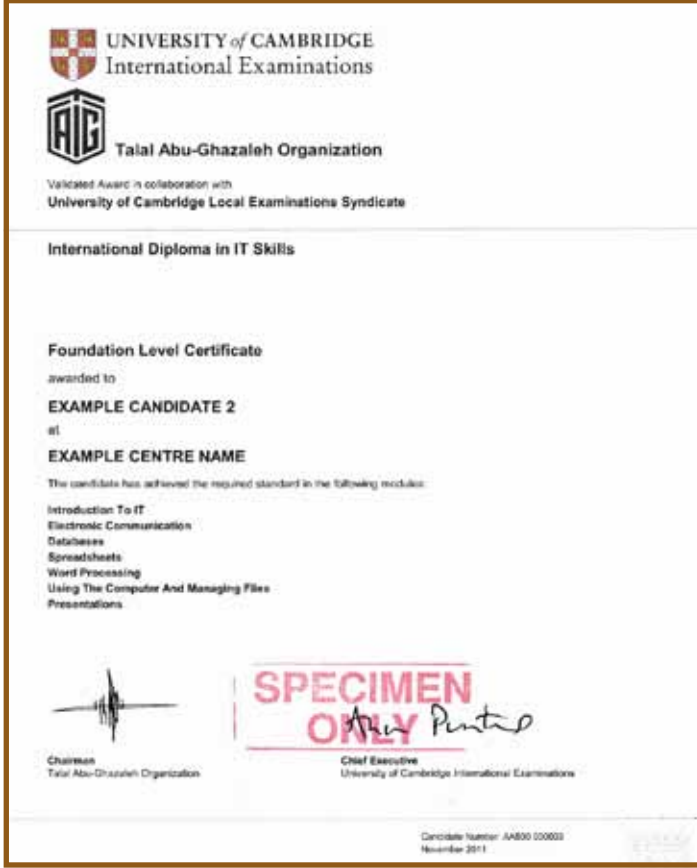 UNIVERSITY of CAMBRIDGE
International Examinations
TAG
Talal Abu-Ghazaleh Organization
Validated Award in collaboration with
University of Cambridge Local Examinations Syndicate
International Diploma in IT Skills
Foundation Level Certificate
awarded to
EXAMPLE CANDIDATE 2
at
EXAMPLE CENTRE NAME
The candidate has achieved the required standard in the following modules:
Introduction To IT
Electronic Communication
Databases
Spreadsheets
Word Processing
Using The Computer And Managing Files
Presentations
SPECIMEN
ONLY
Chairman
Talal Abu-Ghazaleh Organization
Chief Executive
University of Cambridge International Examinations
Candidate Number: AA800
November 2011